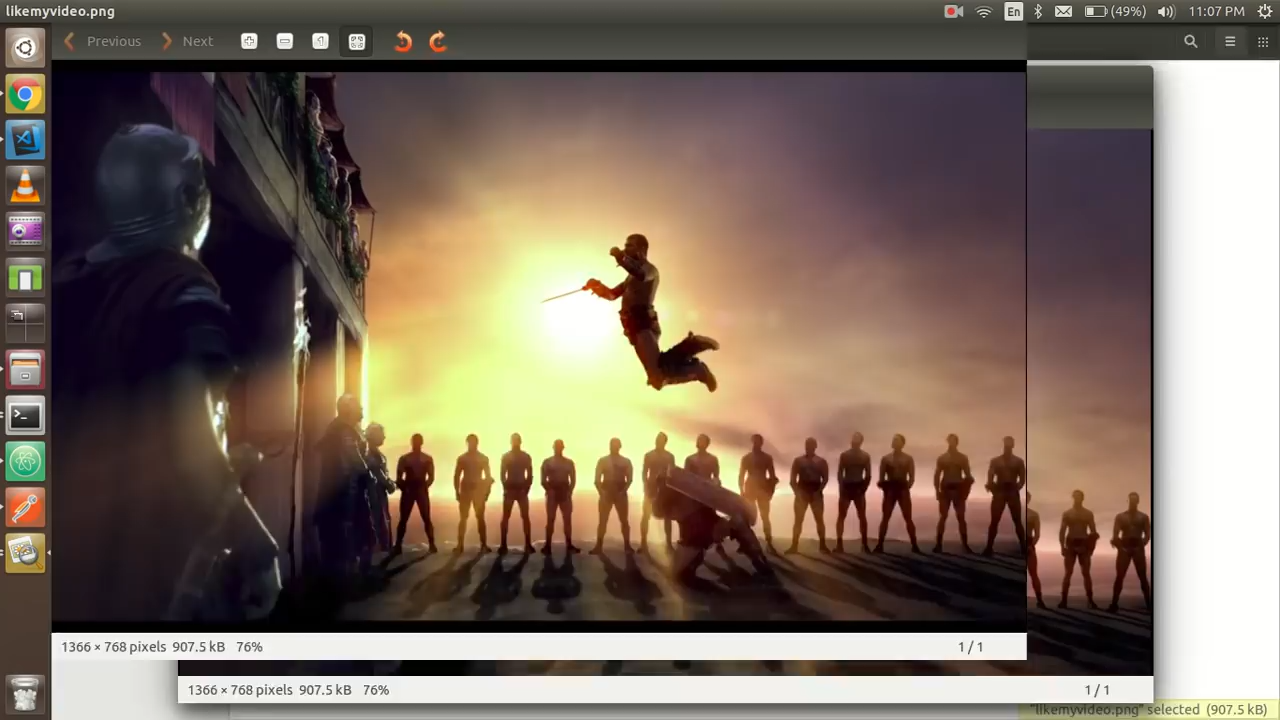 likemyvideo.png
En
(49%)
11:07 PM
Previous
Next
1366 × 768 pixels 907.5 kB 76%
1 / 1
1366 × 768 pixels 907.5 kB 76%
1 / 1
"likemyvideo.png" selected (907.5 kB)